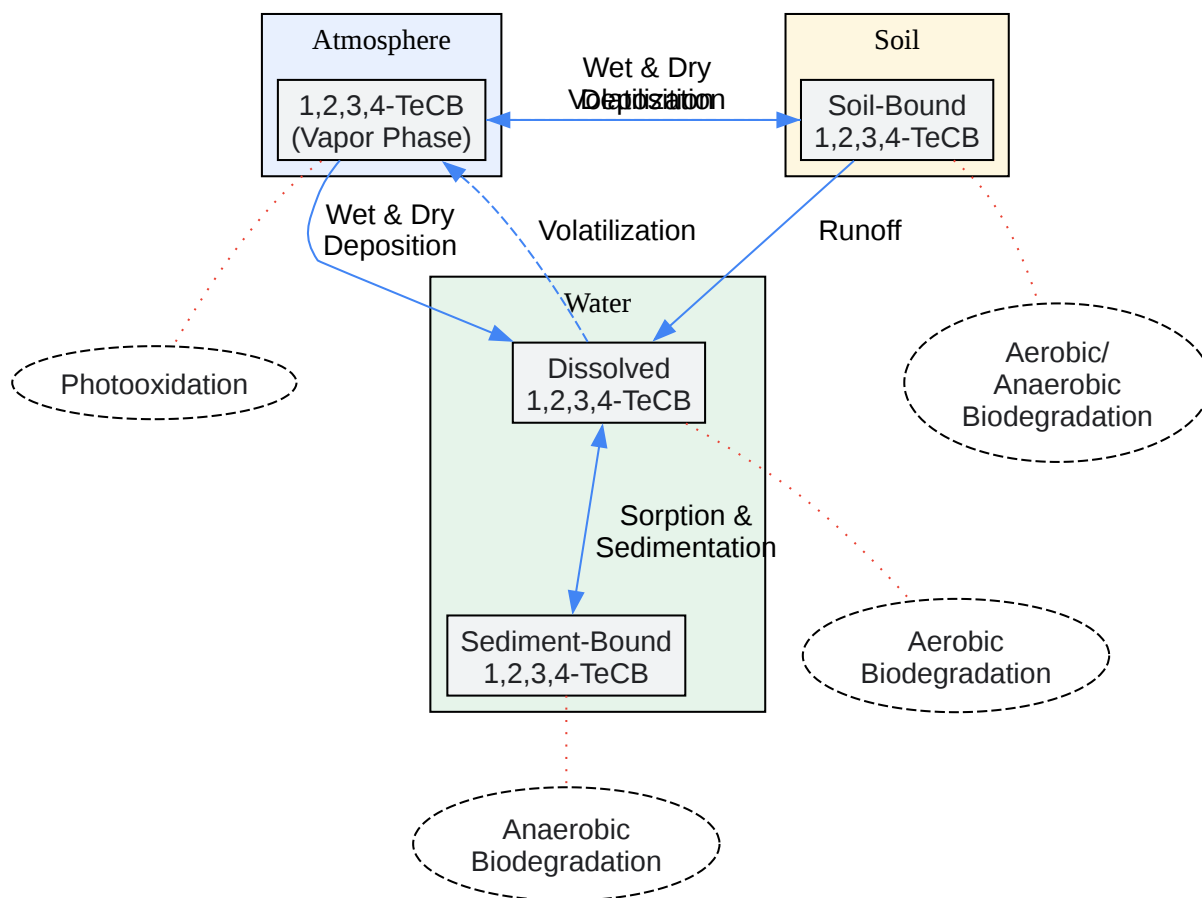 Atmosphere
Soil
1,2,3,4-TeCB
(Vapor Phase)
Wet & Dry
Deposition
Volatilization
Soil-Bound
1,2,3,4-TeCB
Wet & Dry
Deposition
Volatilization
Runoff
Water
Photooxidation
Dissolved
1,2,3,4-TeCB
Aerobic/
Anaerobic
Biodegradation
Sorption &
Sedimentation
Sediment-Bound
1,2,3,4-TeCB
Aerobic
Biodegradation
Anaerobic
Biodegradation